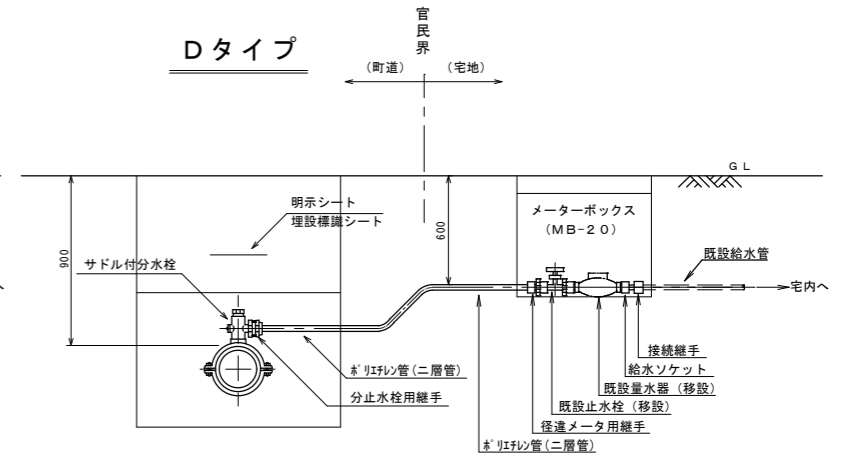 Dタイプ
官民界
(町道)
(宅地)
GL
900
600
明示シート
埋設標識シート
サドル付分水栓
メーターボックス
(MB-20)
既設給水管
宅内へ
ポリエチレン管(二層管)
分止水栓用継手
接続継手
給水ソケット
既設量水器(移設)
既設止水栓(移設)
径違メータ用継手
ポリエチレン管(二層管)